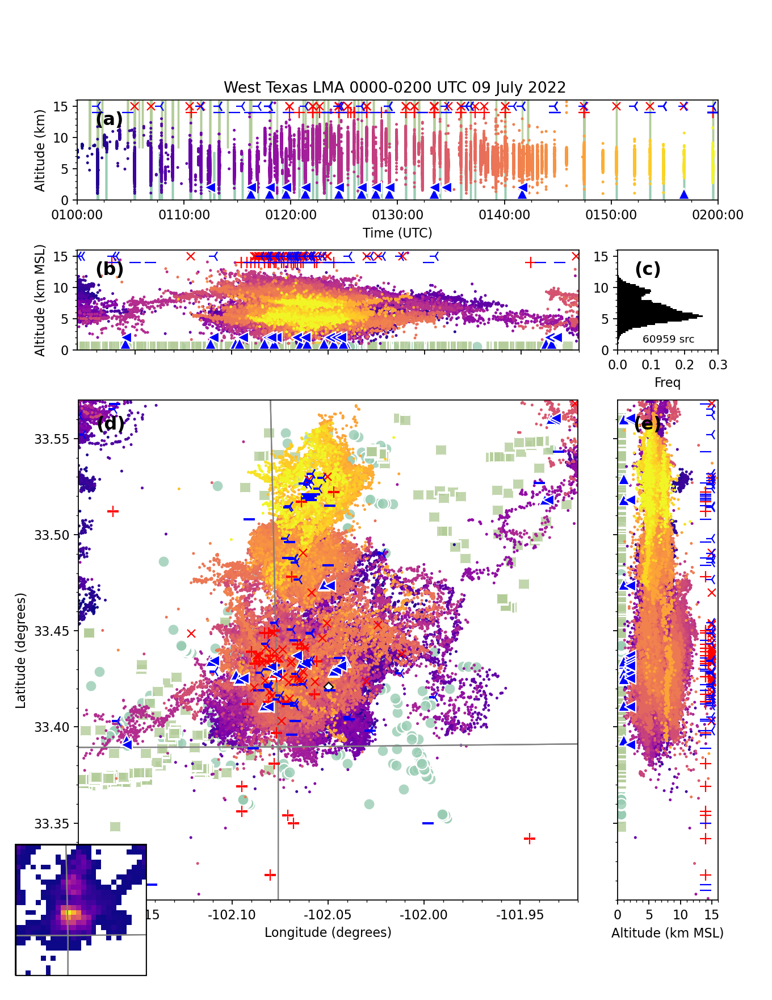 West Texas LMA 0000-0200 UTC 09 July 2022
Altitude (km)
15
10
5
0
(a)
0100:00 0110:00 0120:00 0130:00 0140:00 0150:00 0200:00
Time (UTC)
Altitude (km MSL)
15
10
5
0
(b)
15
10
5
0
(c)
60959 src
0.0 0.1 0.2 0.3
Freq
Latitude (degrees)
33.55
33.50
33.45
33.40
33.35
(d)
(e)
15 -102.10 -102.05 -102.00 -101.95
Longitude (degrees)
0 5 10 15
Altitude (km MSL)